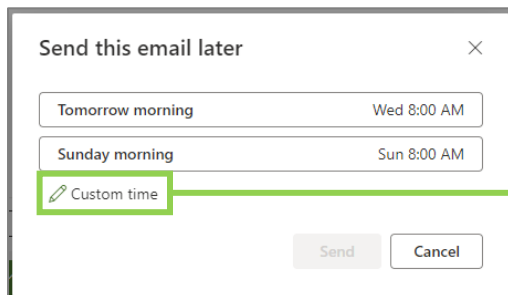 Send this email later
Tomorrow morning Wed 8:00 AM
Sunday morning Sun 8:00 AM
Custom time
Send Cancel